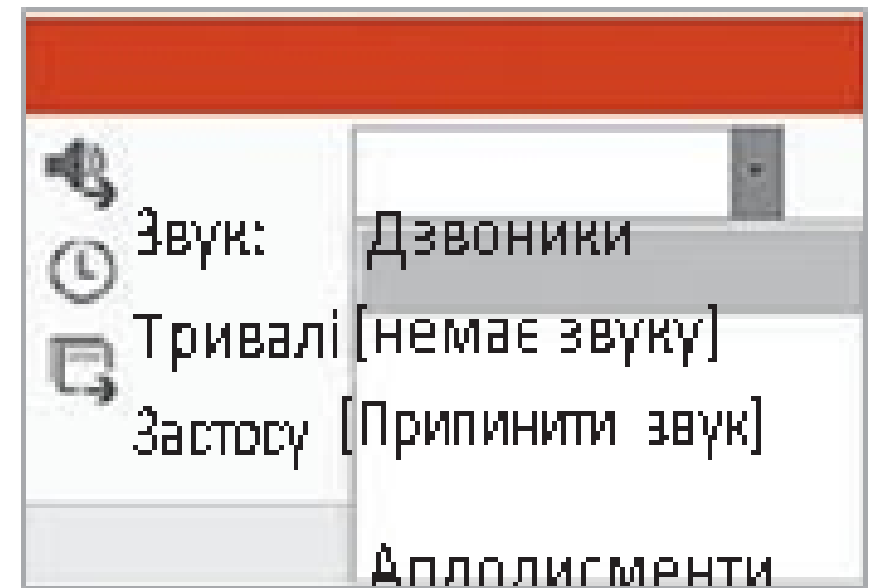 Звук: Дзвоники
Тривалі [немає звуку]
Застосу [Припинити звук]
Аплодисменти